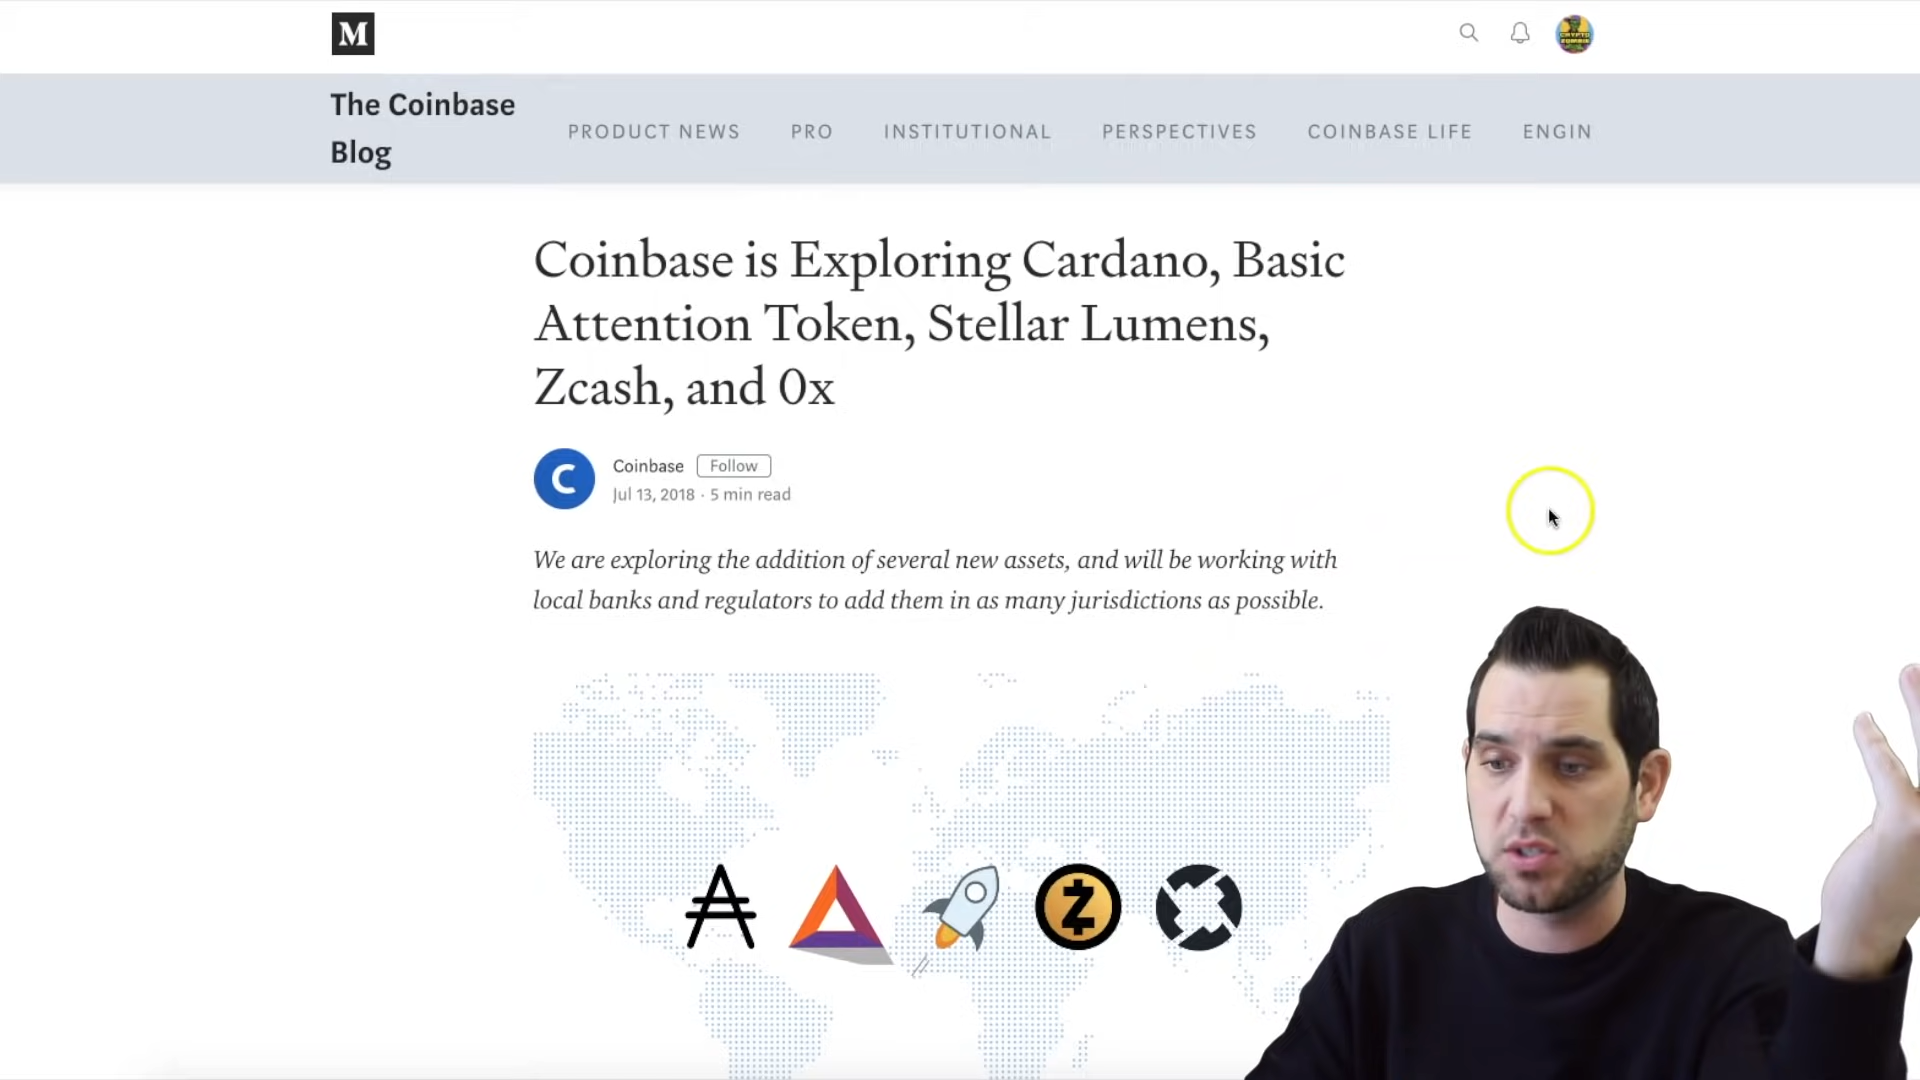 M
CRYPTO
ZOMBIE
The Coinbase
Blog
PRODUCT NEWS PRO INSTITUTIONAL PERSPECTIVES COINBASE LIFE ENGIN
Coinbase is Exploring Cardano, Basic
Attention Token, Stellar Lumens,
Zcash, and 0x
C
Coinbase Follow
Jul 13, 2018 · 5 min read
We are exploring the addition of several new assets, and will be working with
local banks and regulators to add them in as many jurisdictions as possible.